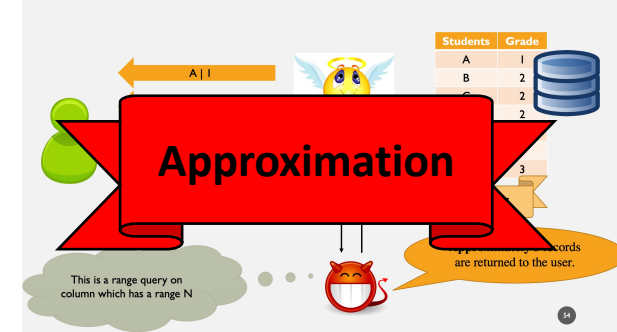 Students Grade
A 1
B 2
2
2
3
A | 1
Approximation
records
are returned to the user.
This is a range query on
column which has a range N
54